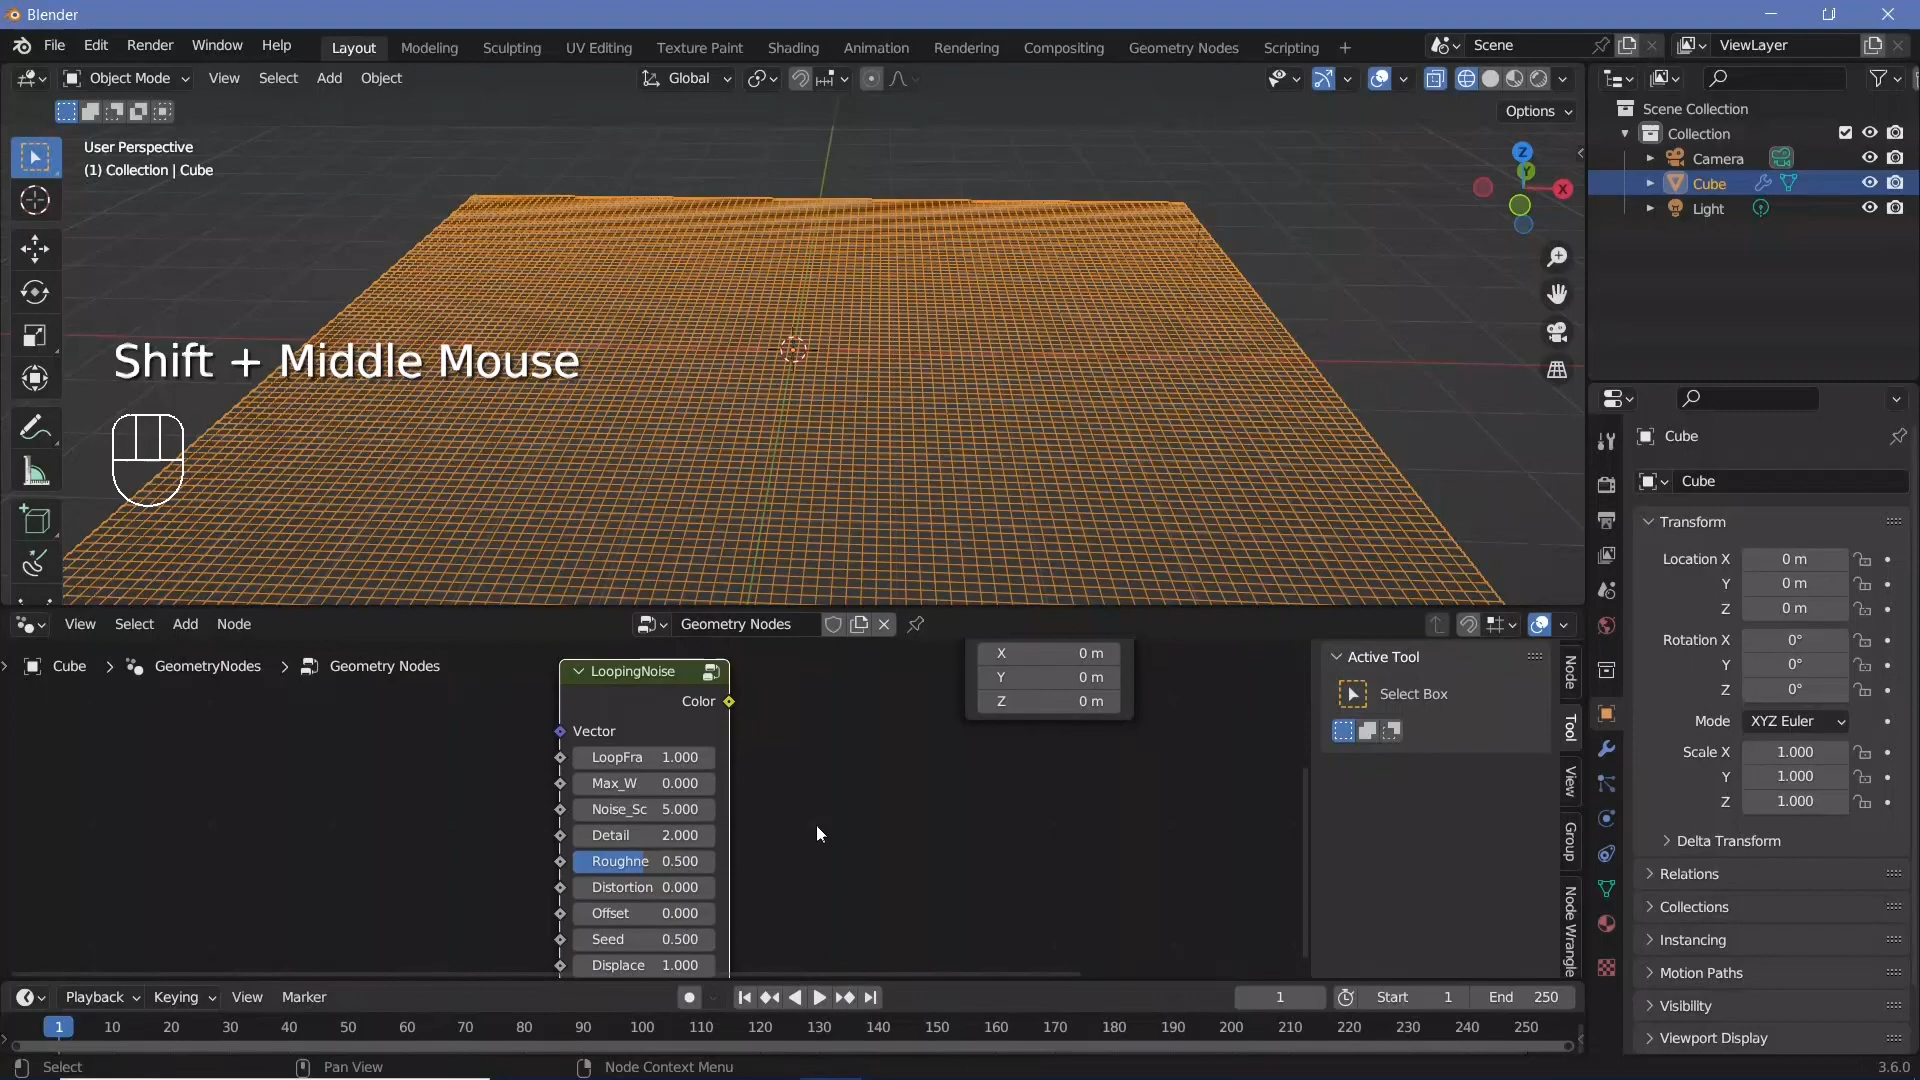 Blender
File Edit Render Window Help
Layout Modeling Sculpting UV Editing Texture Paint Shading Animation Rendering Compositing Geometry Nodes Scripting +
Scene
ViewLayer
Object Mode View Select Add Object
Global
Options
User Perspective
(1) Collection | Cube
Z
Y
X
Shift + Middle Mouse
Scene Collection
Collection
Camera
Cube
Light
Cube
Cube
Transform
Location X 0 m
Y 0 m
Z 0 m
Rotation X 0°
Y 0°
Z 0°
Mode XYZ Euler
Scale X 1.000
Y 1.000
Z 1.000
Delta Transform
Relations
Collections
Instancing
Motion Paths
Visibility
Viewport Display
View Select Add Node
Geometry Nodes
Cube > GeometryNodes > Geometry Nodes
LoopingNoise
Color
Vector
LoopFra 1.000
Max_W 0.000
Noise_Sc 5.000
Detail 2.000
Roughne 0.500
Distortion 0.000
Offset 0.000
Seed 0.500
Displace 1.000
X 0 m
Y 0 m
Z 0 m
Active Tool
Select Box
Node
Tool
View
Group
Node Wrangle
Playback Keying View Marker
1
Start 1
End 250
1 10 20 30 40 50 60 70 80 90 100 110 120 130 140 150 160 170 180 190 200 210 220 230 240 250
Select
Pan View
Node Context Menu
3.6.0